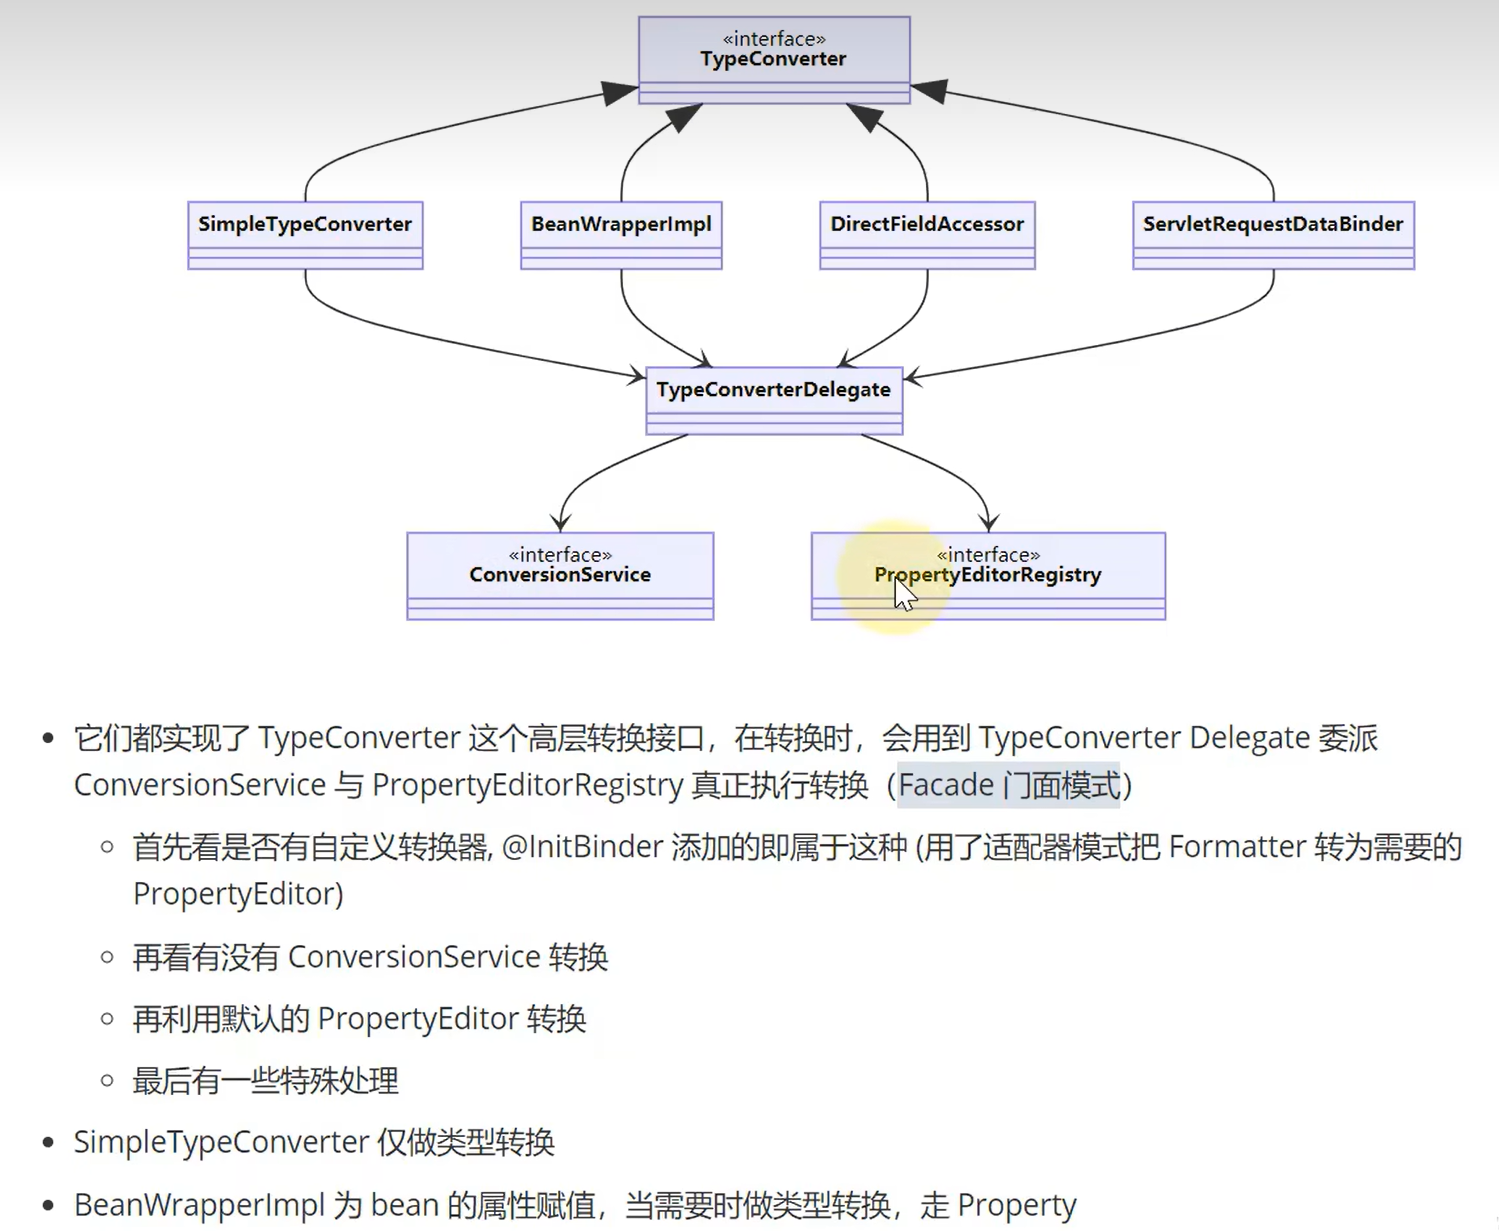 «interface»
TypeConverter
SimpleTypeConverter
BeanWrapperImpl
DirectFieldAccessor
ServletRequestDataBinder
TypeConverterDelegate
«interface»
ConversionService
«interface»
PropertyEditorRegistry
它们都实现了 TypeConverter 这个高层转换接口，在转换时，会用到 TypeConverter Delegate 委派
ConversionService 与 PropertyEditorRegistry 真正执行转换（Facade 门面模式）
首先看是否有自定义转换器, @InitBinder 添加的即属于这种 (用了适配器模式把 Formatter 转为需要的
PropertyEditor)
再看有没有 ConversionService 转换
再利用默认的 PropertyEditor 转换
最后有一些特殊处理
SimpleTypeConverter 仅做类型转换
BeanWrapperImpl 为 bean 的属性赋值，当需要时做类型转换，走 Property